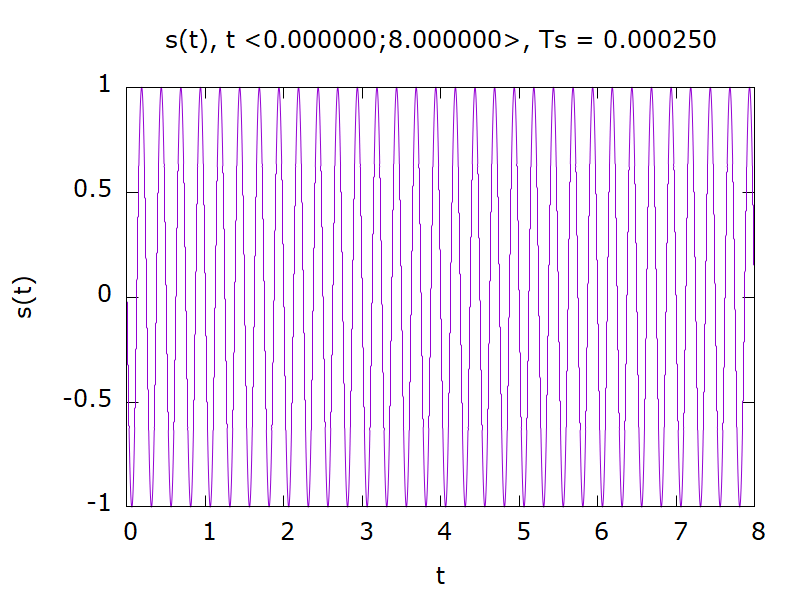 s(t), t <0.000000;8.000000>, Ts = 0.000250
1
0.5
0
-0.5
-1
s(t)
0 1 2 3 4 5 6 7 8
t